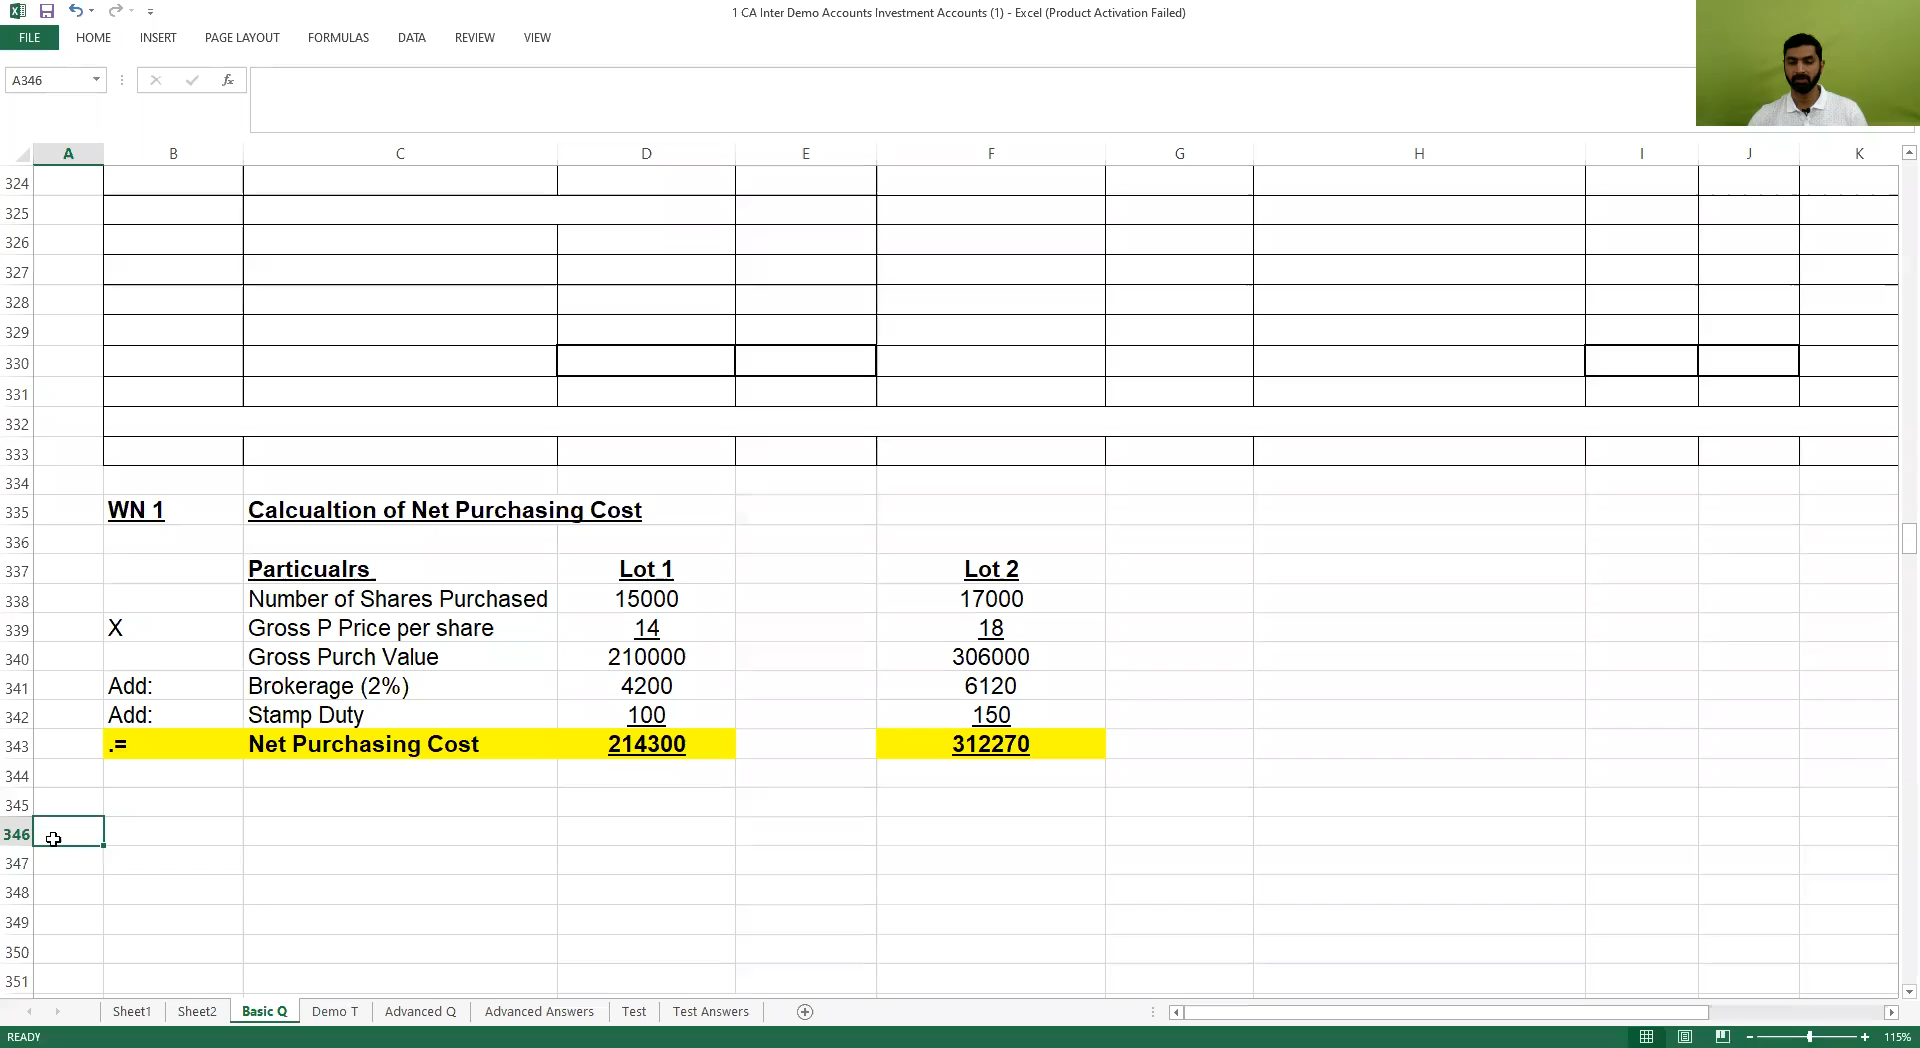 1 CA Inter Demo Accounts Investment Accounts (1) - Excel (Product Activation Failed)
FILE HOME INSERT PAGE LAYOUT FORMULAS DATA REVIEW VIEW
A346 fx
A B C D E F G H I J K
324
325
326
327
328
329
330
331
332
333
334
335 WN 1 Calcualtion of Net Purchasing Cost
336
337 Particualrs Lot 1 Lot 2
338 Number of Shares Purchased 15000 17000
339 X Gross P Price per share 14 18
340 Gross Purch Value 210000 306000
341 Add: Brokerage (2%) 4200 6120
342 Add: Stamp Duty 100 150
343 .= Net Purchasing Cost 214300 312270
344
345
346
347
348
349
350
351
Sheet1 Sheet2 Basic Q Demo T Advanced Q Advanced Answers Test Test Answers
READY 115%